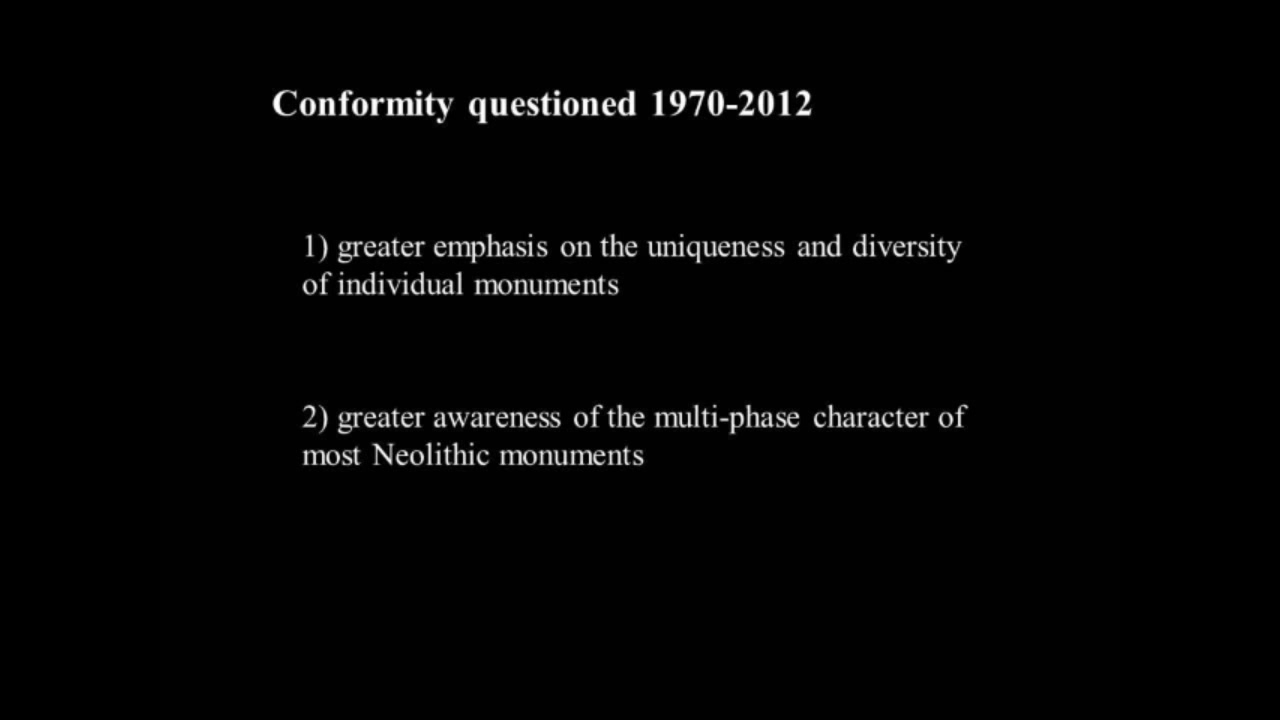 Conformity questioned 1970-2012
1) greater emphasis on the uniqueness and diversity
of individual monuments
2) greater awareness of the multi-phase character of
most Neolithic monuments